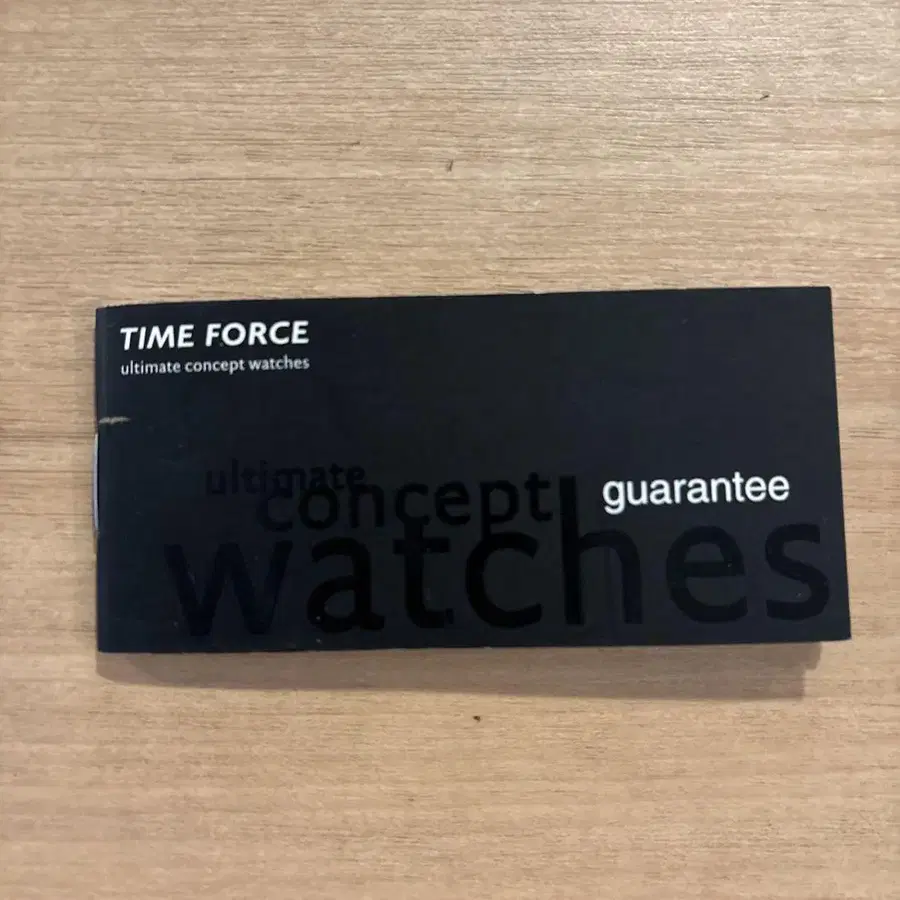 TIME FORCE
ultimate concept watches
ultimate
concept
guarantee
watches